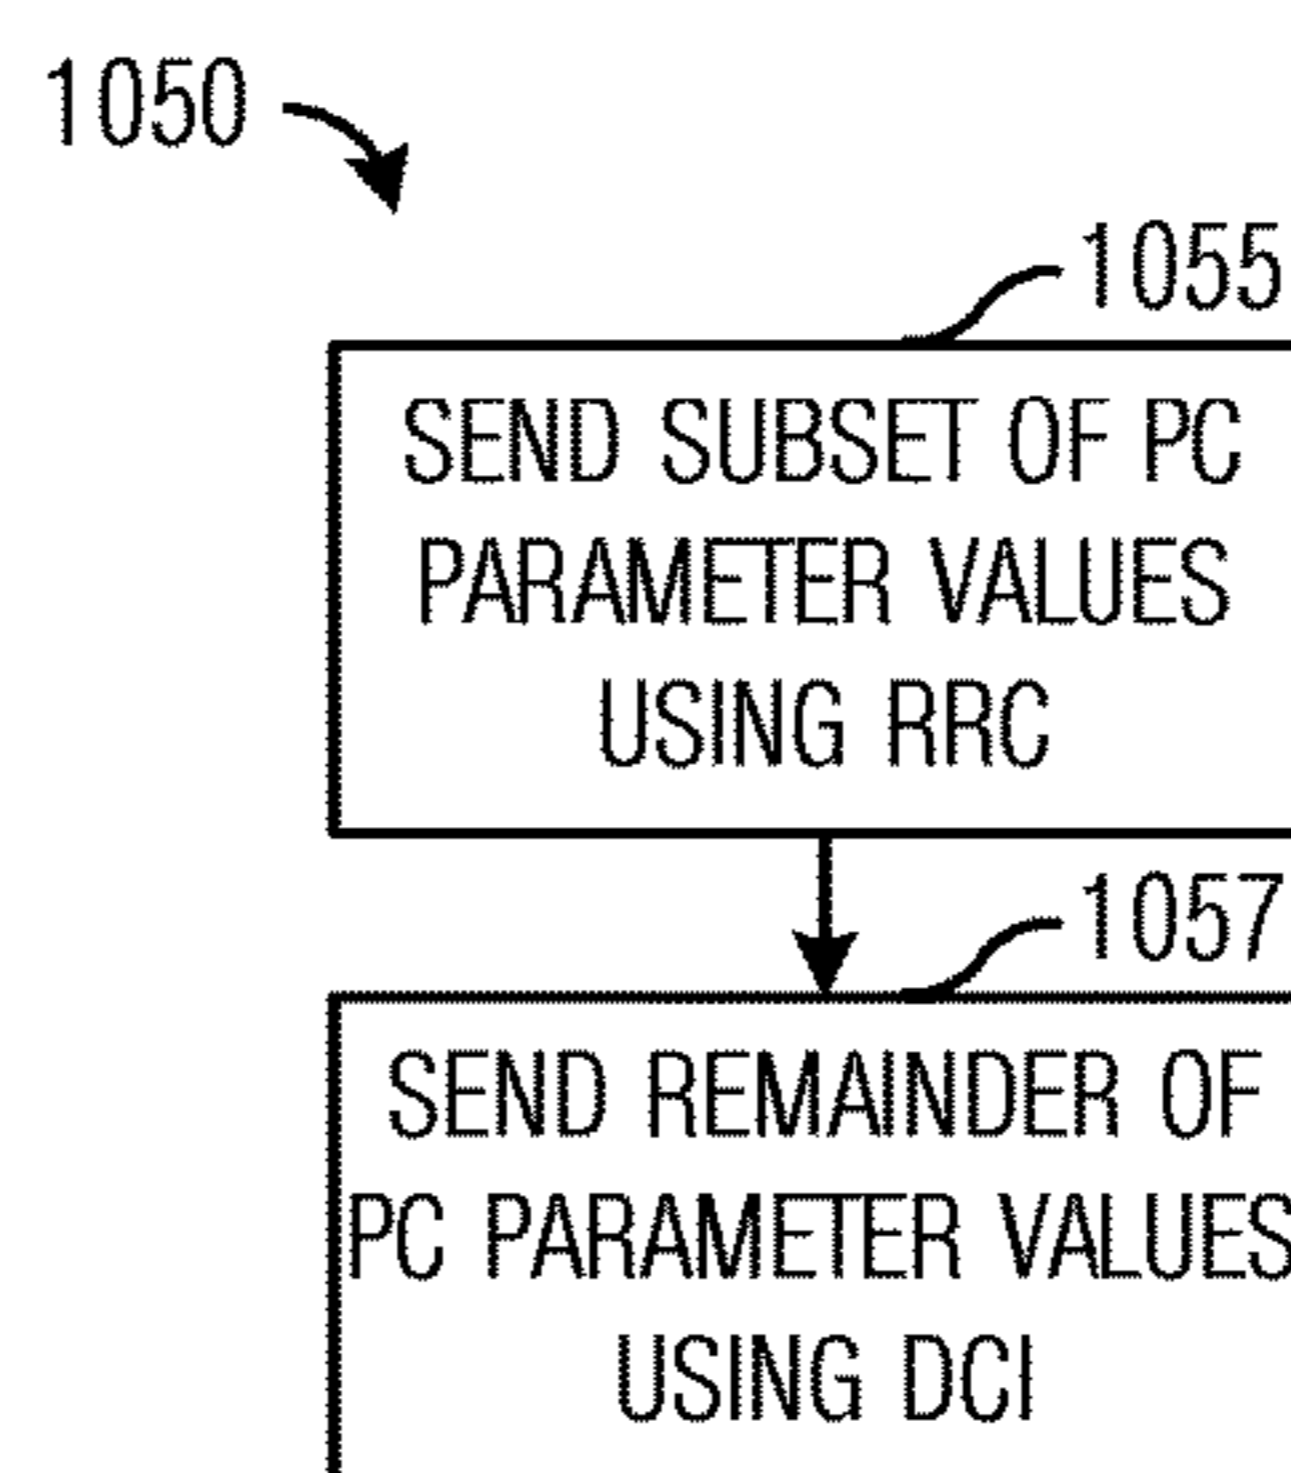 1050
1055
SEND SUBSET OF PC
PARAMETER VALUES
USING RRC
1057
SEND REMAINDER OF
PC PARAMETER VALUES
USING DCI